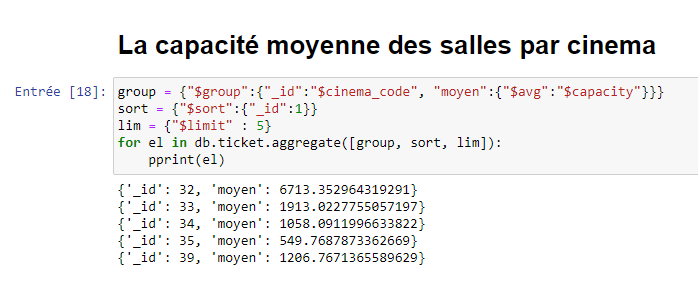 La capacité moyenne des salles par cinema
Entrée [18]: group = {"$group":{"_id":"$cinema_code", "moyen":{"$avg":"$capacity"}}}
sort = {"$sort":{"_id":1}}
lim = {"$limit" : 5}
for el in db.ticket.aggregate([group, sort, lim]):
    pprint(el)
{'_id': 32, 'moyen': 6713.352964319291}
{'_id': 33, 'moyen': 1913.0227755057197}
{'_id': 34, 'moyen': 1058.0911996633822}
{'_id': 35, 'moyen': 549.7687873362669}
{'_id': 39, 'moyen': 1206.7671365589629}